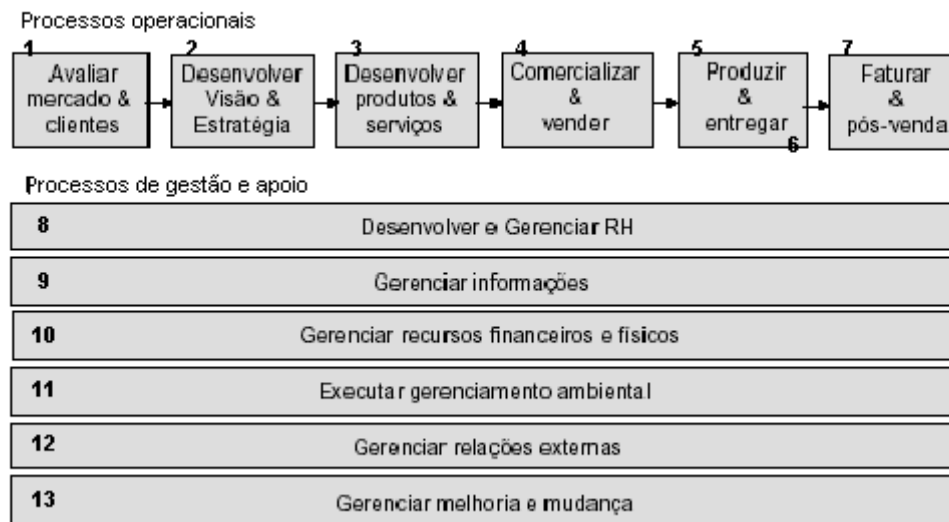 Processos operacionais
1
Avaliar
mercado &
clientes
2
Desenvolver
Visão &
Estratégia
3
Desenvolver
produtos &
serviços
4
Comercializar
&
vender
5
Produzir
&
entregar
6
7
Faturar
&
pós-venda
Processos de gestão e apoio
8 Desenvolver e Gerenciar RH
9 Gerenciar informações
10 Gerenciar recursos financeiros e físicos
11 Executar gerenciamento ambiental
12 Gerenciar relações externas
13 Gerenciar melhoria e mudança